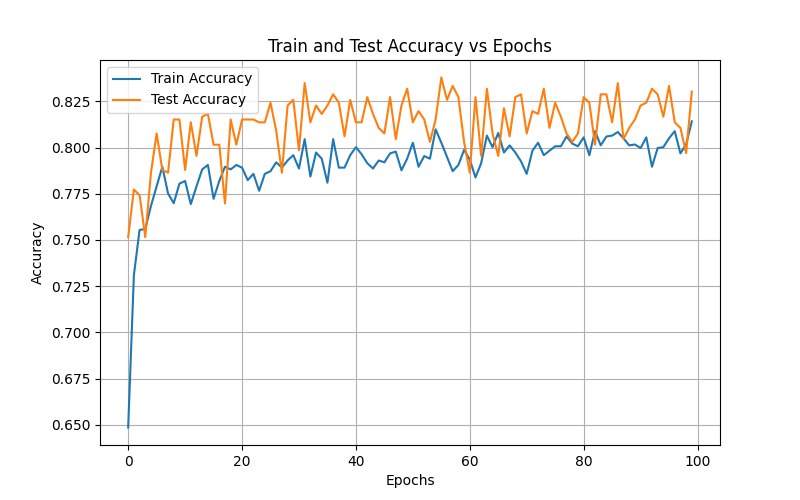 Train and Test Accuracy vs Epochs
Train Accuracy
Test Accuracy
0.825
0.800
0.775
0.750
0.725
0.700
0.675
0.650
Accuracy
0 20 40 60 80 100
Epochs